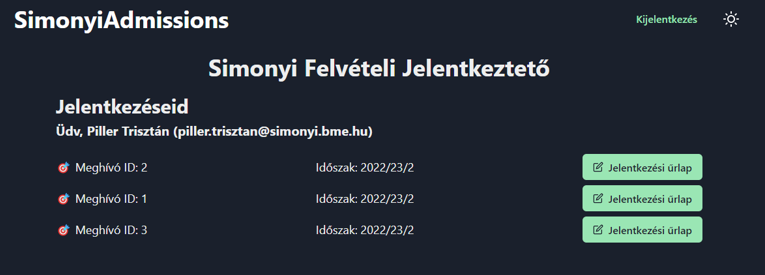 SimonyiAdmissions
Kijelentkezés
Simonyi Felvételi Jelentkeztető
Jelentkezéseid
Üdv, Piller Trisztán (piller.trisztan@simonyi.bme.hu)
Meghívó ID: 2 Időszak: 2022/23/2 Jelentkezési űrlap
Meghívó ID: 1 Időszak: 2022/23/2 Jelentkezési űrlap
Meghívó ID: 3 Időszak: 2022/23/2 Jelentkezési űrlap